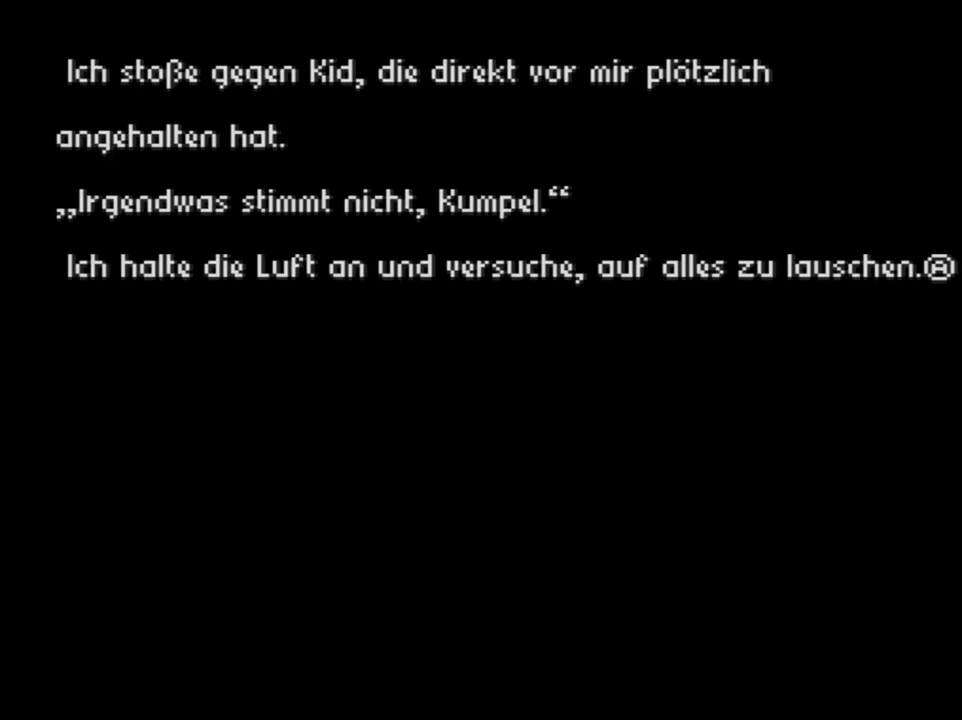 Ich stoße gegen Kid, die direkt vor mir plötzlich
angehalten hat.
„Irgendwas stimmt nicht, Kumpel.“
Ich halte die Luft an und versuche, auf alles zu lauschen.